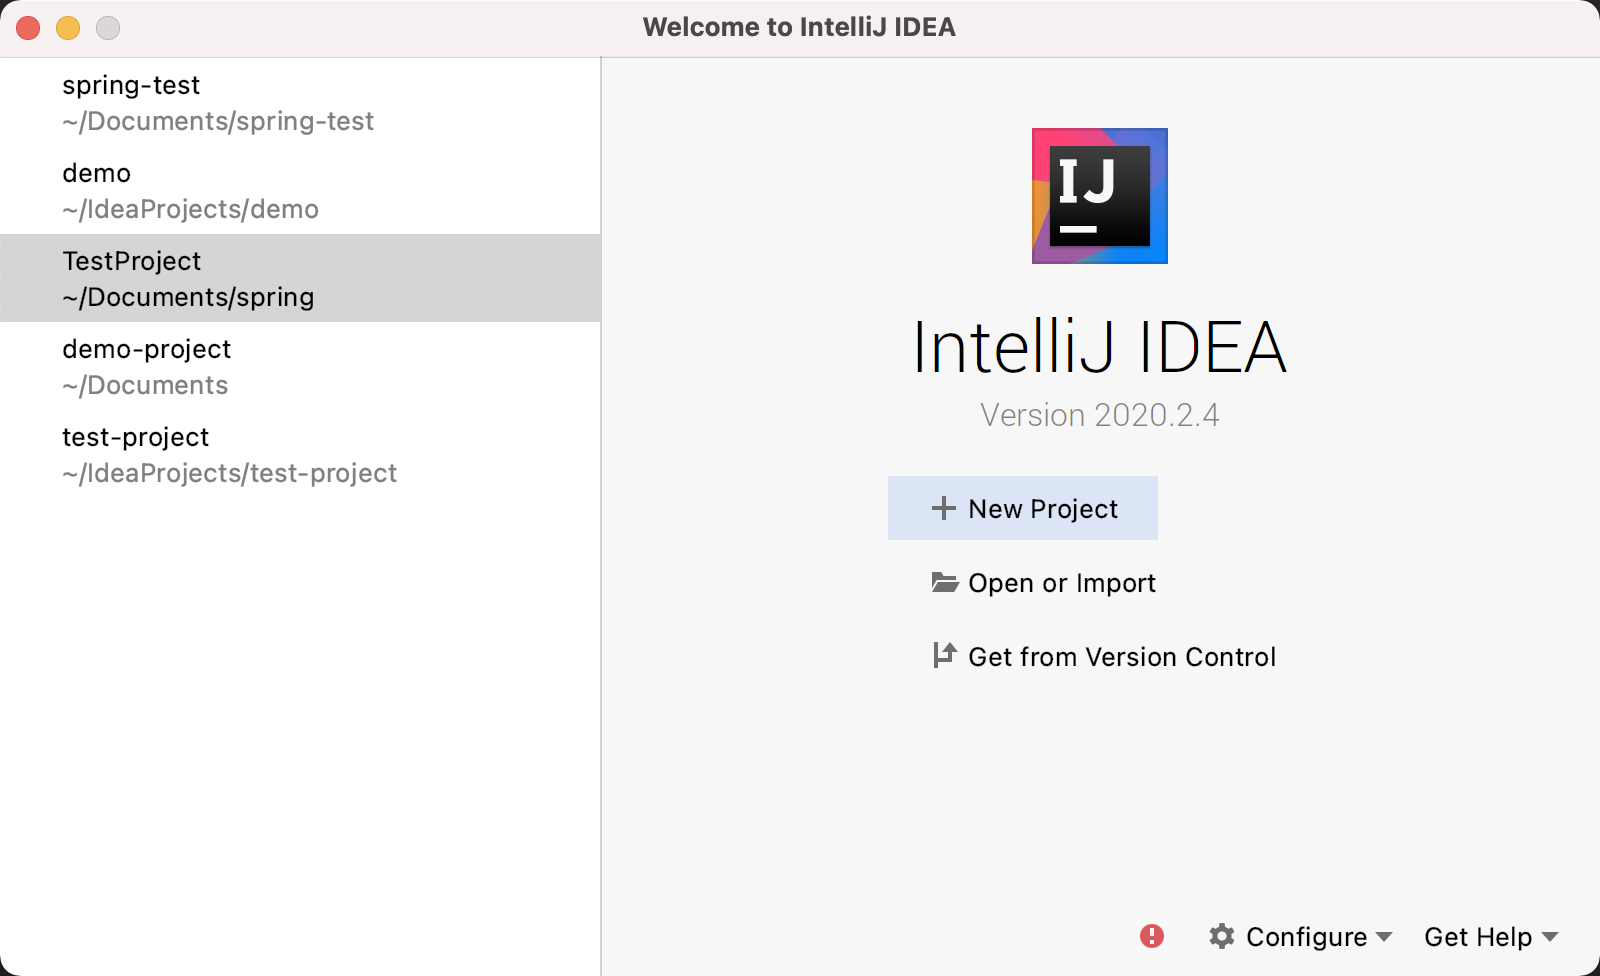 Welcome to IntelliJ IDEA
spring-test
~/Documents/spring-test
demo
~/IdeaProjects/demo
TestProject
~/Documents/spring
demo-project
~/Documents
test-project
~/IdeaProjects/test-project
IJ
IntelliJ IDEA
Version 2020.2.4
New Project
Open or Import
Get from Version Control
Configure
Get Help